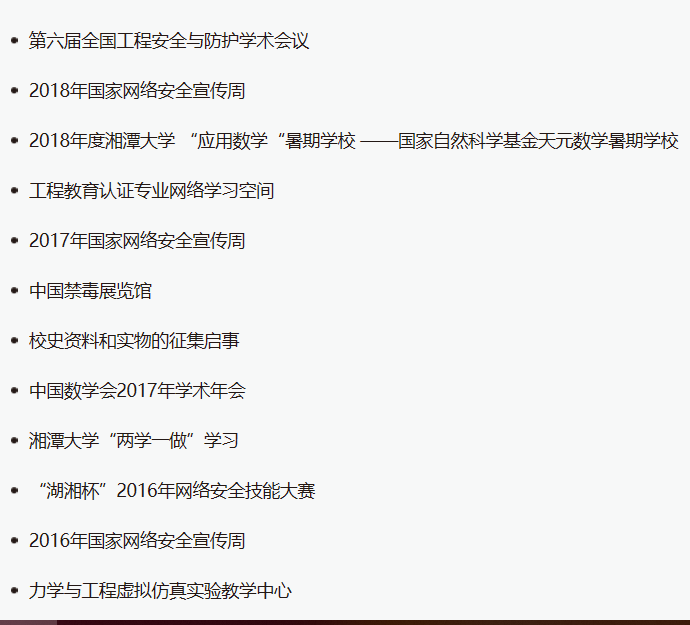 第六届全国工程安全与防护学术会议
2018年国家网络安全宣传周
2018年度湘潭大学 “应用数学“暑期学校 ——国家自然科学基金天元数学暑期学校
工程教育认证专业网络学习空间
2017年国家网络安全宣传周
中国禁毒展览馆
校史资料和实物的征集启事
中国数学会2017年学术年会
湘潭大学“两学一做”学习
“湖湘杯”2016年网络安全技能大赛
2016年国家网络安全宣传周
力学与工程虚拟仿真实验教学中心